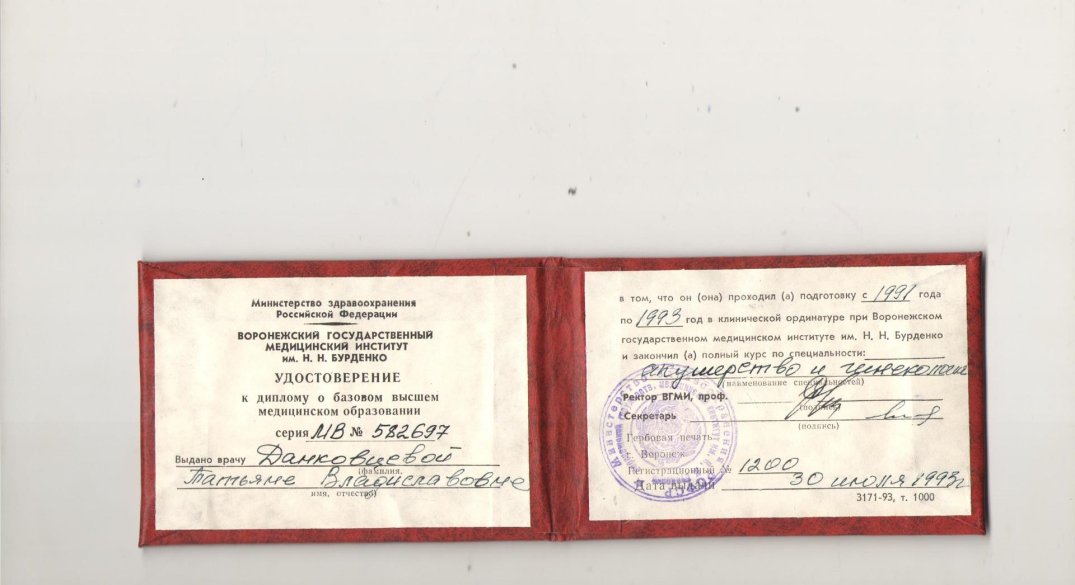 Министерство здравоохранения
Российской Федерации
ВОРОНЕЖСКИЙ ГОСУДАРСТВЕННЫЙ
МЕДИЦИНСКИЙ ИНСТИТУТ
им. Н. Н. БУРДЕНКО
УДОСТОВЕРЕНИЕ
к диплому о базовом высшем
медицинском образовании
серия МВ № 582697
Выдано врачу Данковцевой
(фамилия,
Татьяне Владиславовне
имя, отчество)
в том, что он (она) проходил (а) подготовку с 1991 года
по 1993 год в клинической ординатуре при Воронежском
государственном медицинском институте им. Н. Н. Бурденко
и закончил (а) полный курс по специальности:
акушерство и гинекология
(наименование специальностей)
Ректор ВГМИ, проф.
(подпись)
Секретарь
(подпись)
Гербовая печать
Воронеж
Регистрационный № 1200
Дата выдачи 30 июля 1993г
3171-93, т. 1000